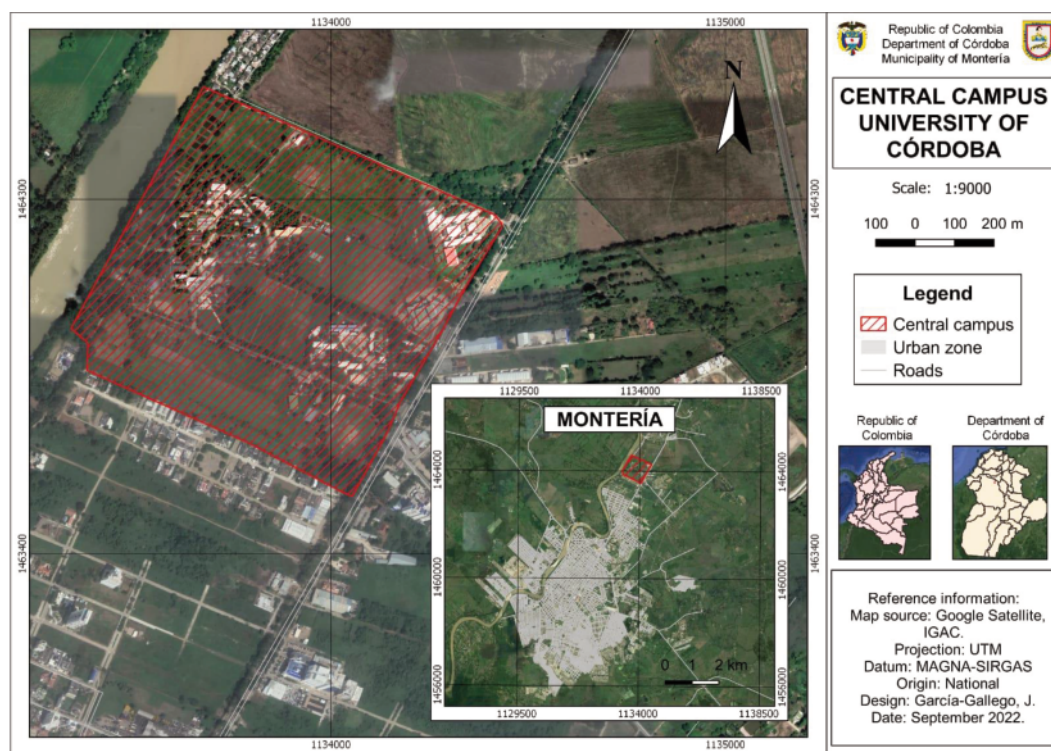 1134000
1135000
1464300
1464300
1463400
1463400
1134000
1135000
N
MONTERÍA
1129500
1134000
1138500
1464000
1464000
1460000
1460000
1456000
1456000
0 1 2 km
1129500
1134000
1138500
Republic of Colombia
Department of Córdoba
Municipality of Montería
CENTRAL CAMPUS
UNIVERSITY OF
CÓRDOBA
Scale: 1:9000
100 0 100 200 m
Legend
Central campus
Urban zone
Roads
Republic of
Colombia
Department of
Córdoba
Reference information:
Map source: Google Satellite,
IGAC.
Projection: UTM
Datum: MAGNA-SIRGAS
Origin: National
Design: García-Gallego, J.
Date: September 2022.